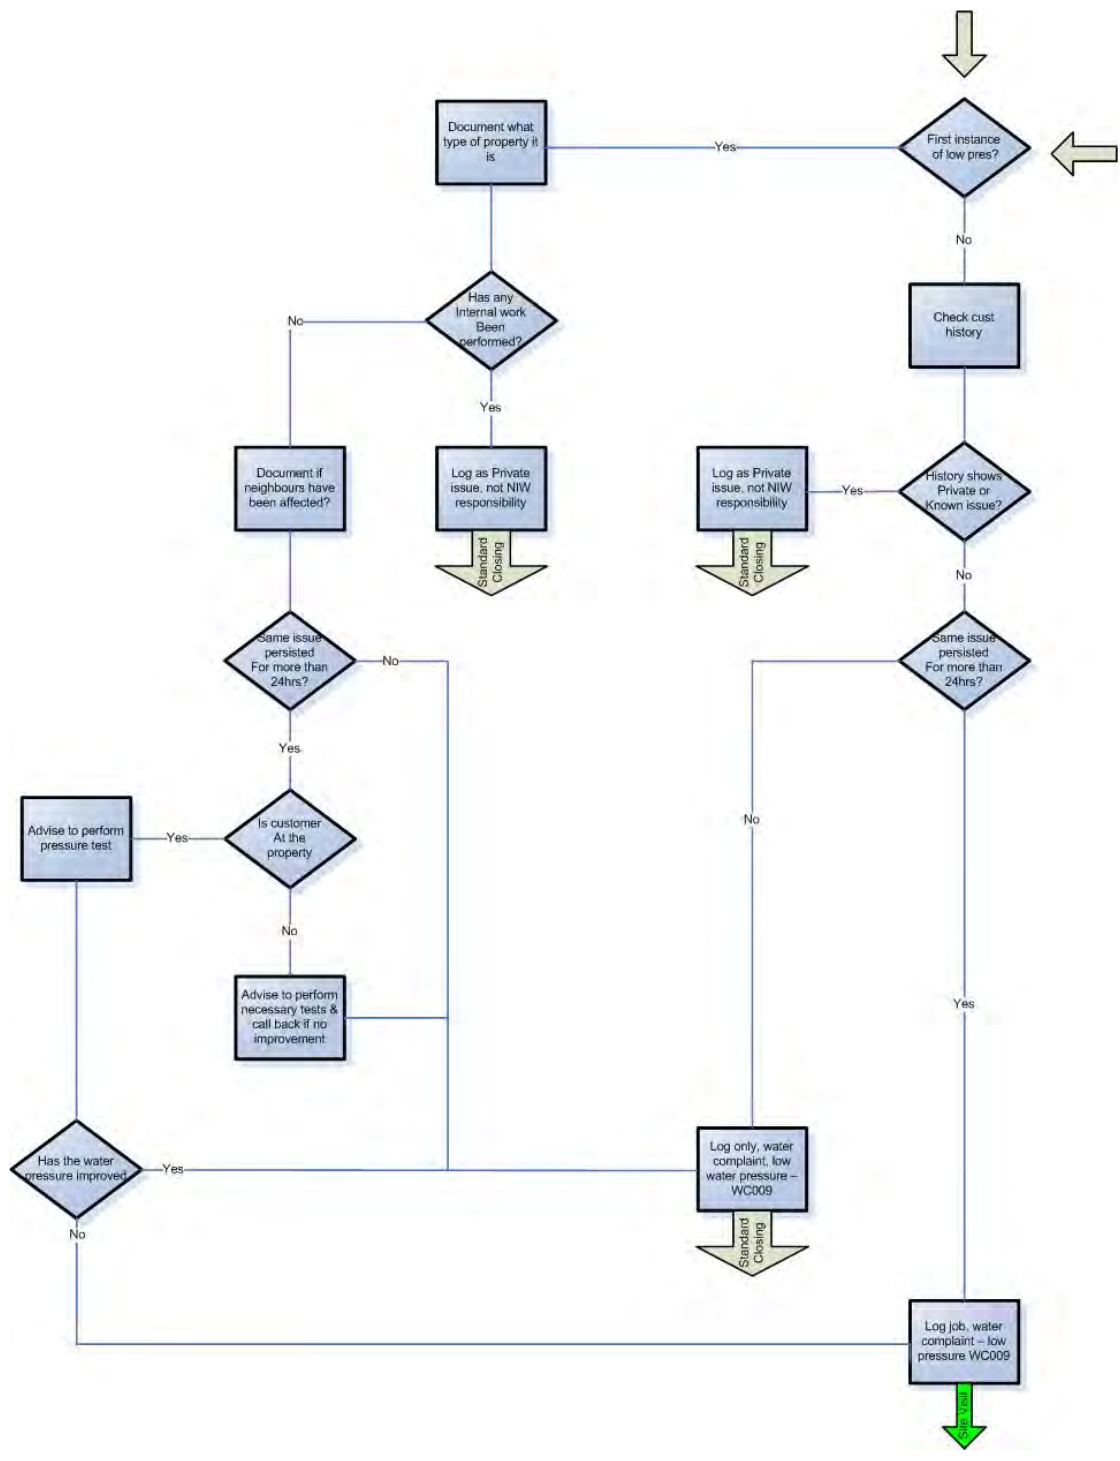 Document what
type of property it
is
Yes
First instance
of low pres?
No
Has any
Internal work
Been
performed?
No
Check cust
history
Yes
Document if
neighbours have
been affected?
Log as Private
issue, not NIW
responsibility
Standard
Closing
Log as Private
issue, not NIW
responsibility
Standard
Closing
Yes
History shows
Private or
Known issue?
No
Same issue
persisted
For more than
24hrs?
No
Same issue
persisted
For more than
24hrs?
Yes
No
Advise to perform
pressure test
Yes
Is customer
At the
property
No
Yes
Advise to perform
necessary tests &
call back if no
improvement
Has the water
pressure improved
Yes
No
Log only, water
complaint, low
water pressure –
WC009
Standard
Closing
Log job, water
complaint – low
pressure WC009
Site Visit